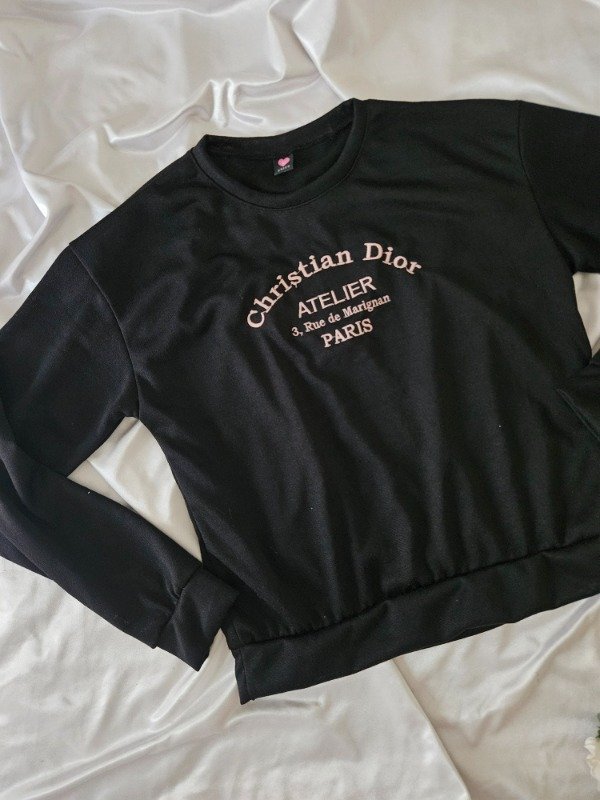 Christian Dior
ATELIER
3, Rue de Marignan
PARIS